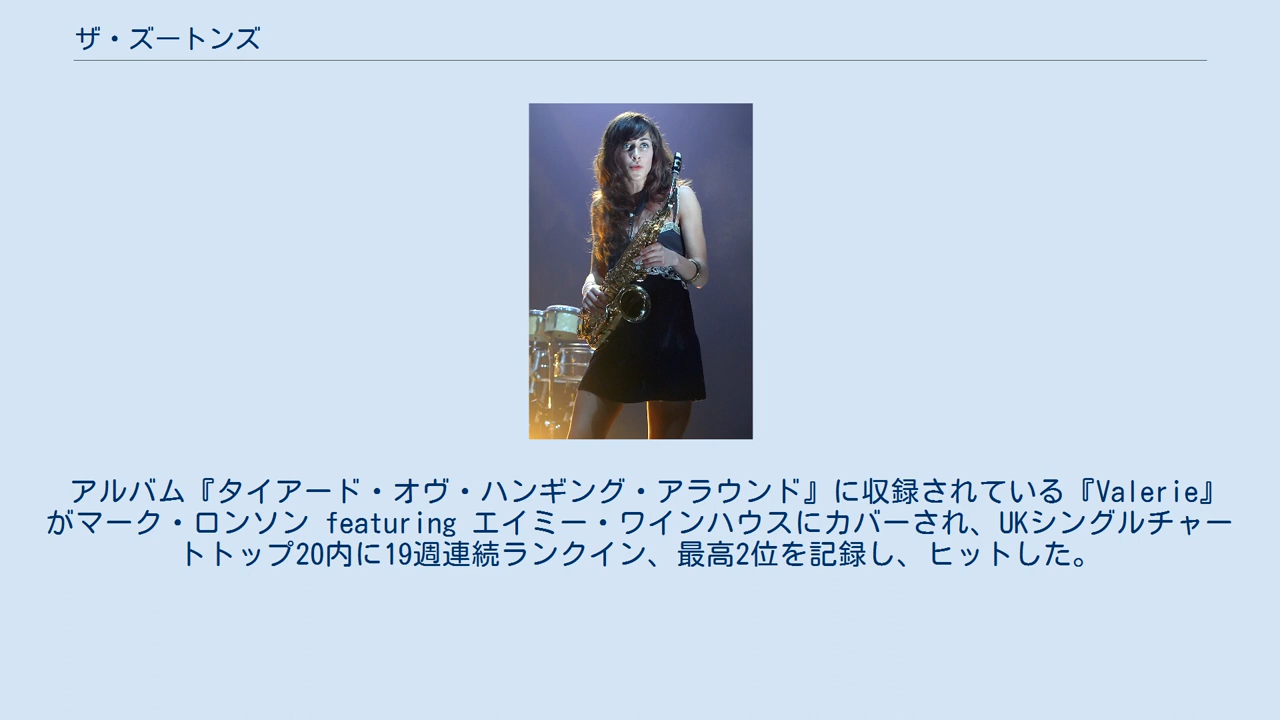 ザ・ズートンズ
アルバム『タイアード・オヴ・ハンギング・アラウンド』に収録されている『Valerie』
がマーク・ロンソン featuring エイミー・ワインハウスにカバーされ、UKシングルチャー
トトップ20内に19週連続ランクイン、最高2位を記録し、ヒットした。